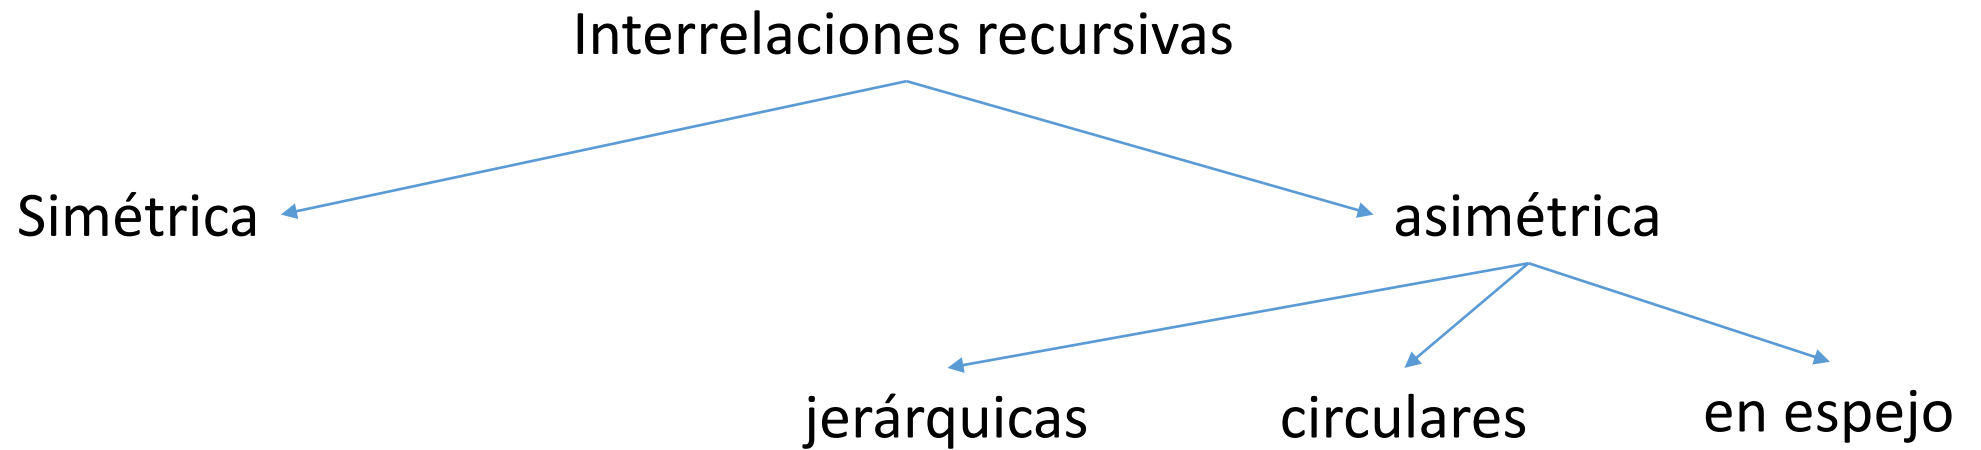 Interrelaciones recursivas
Simétrica
asimétrica
jerárquicas
circulares
en espejo